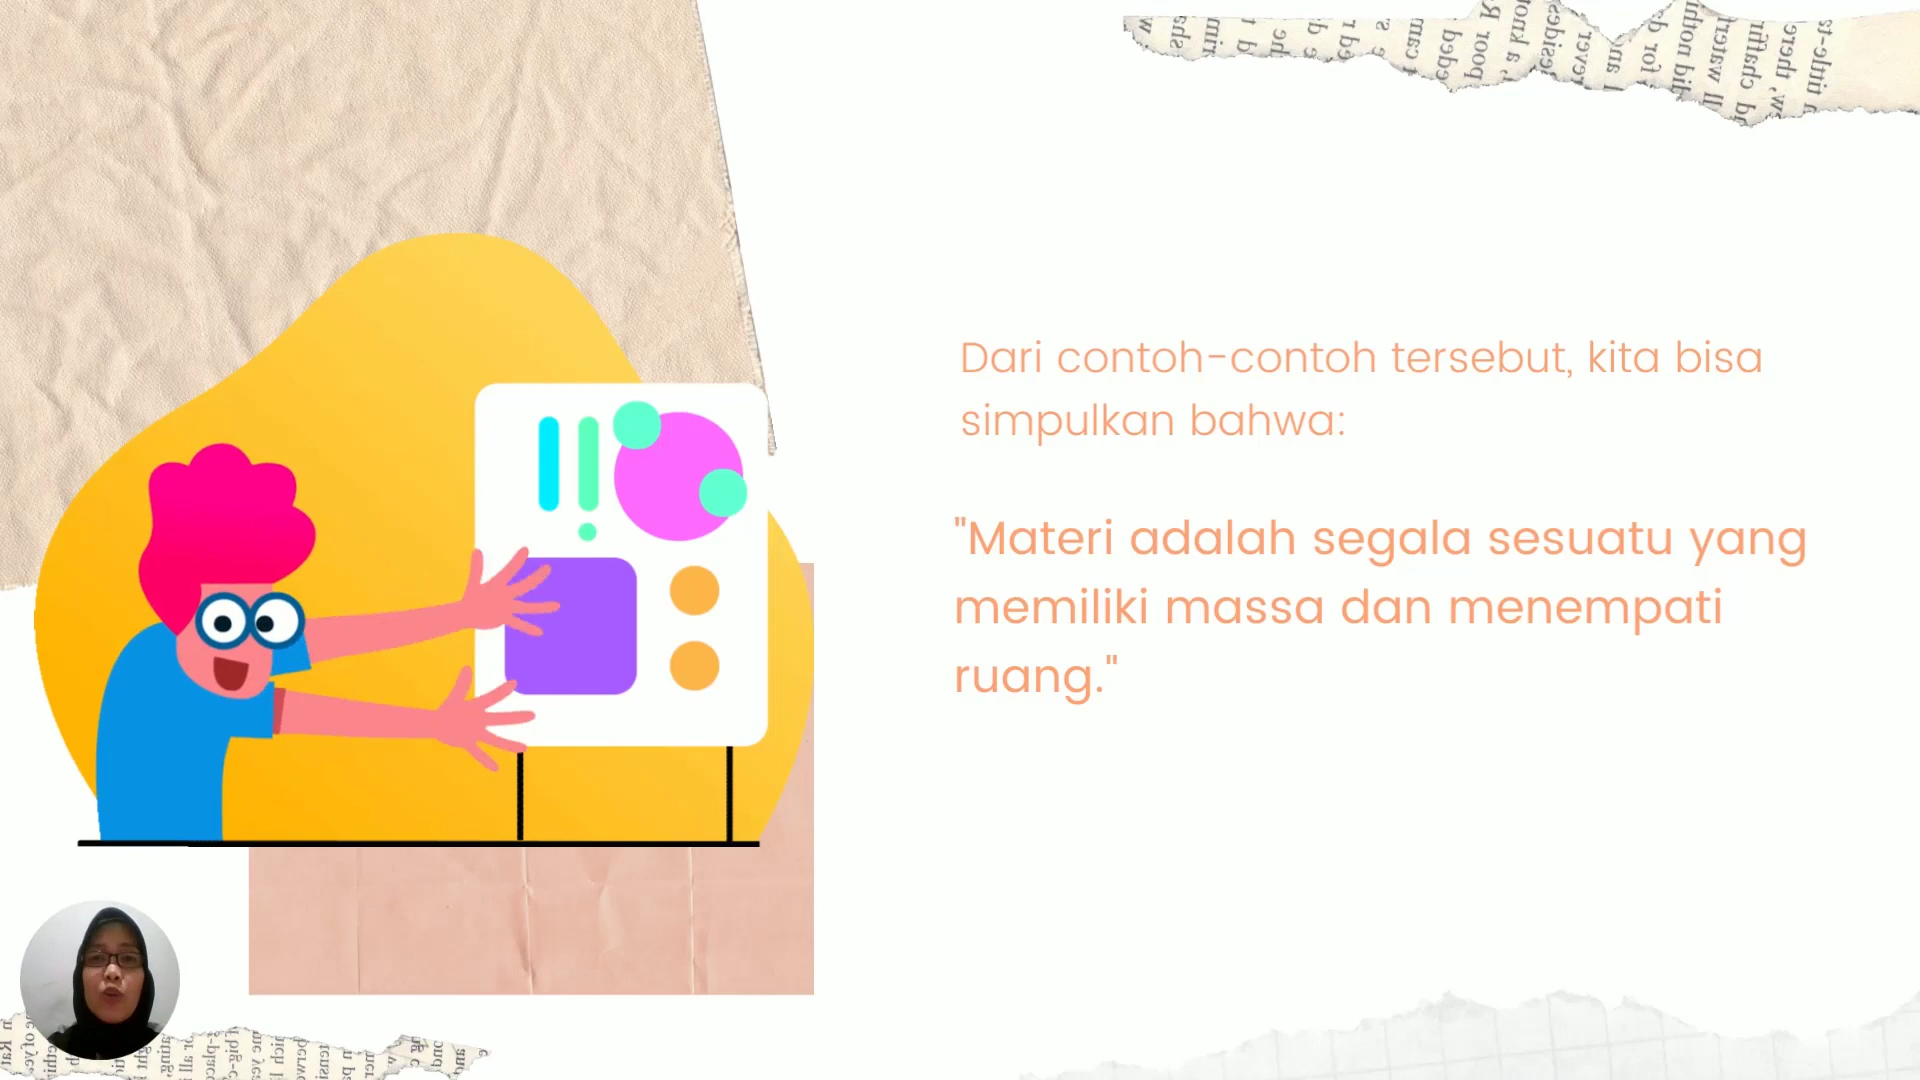 Dari contoh-contoh tersebut, kita bisa
simpulkan bahwa:
"Materi adalah segala sesuatu yang
memiliki massa dan menempati
ruang."